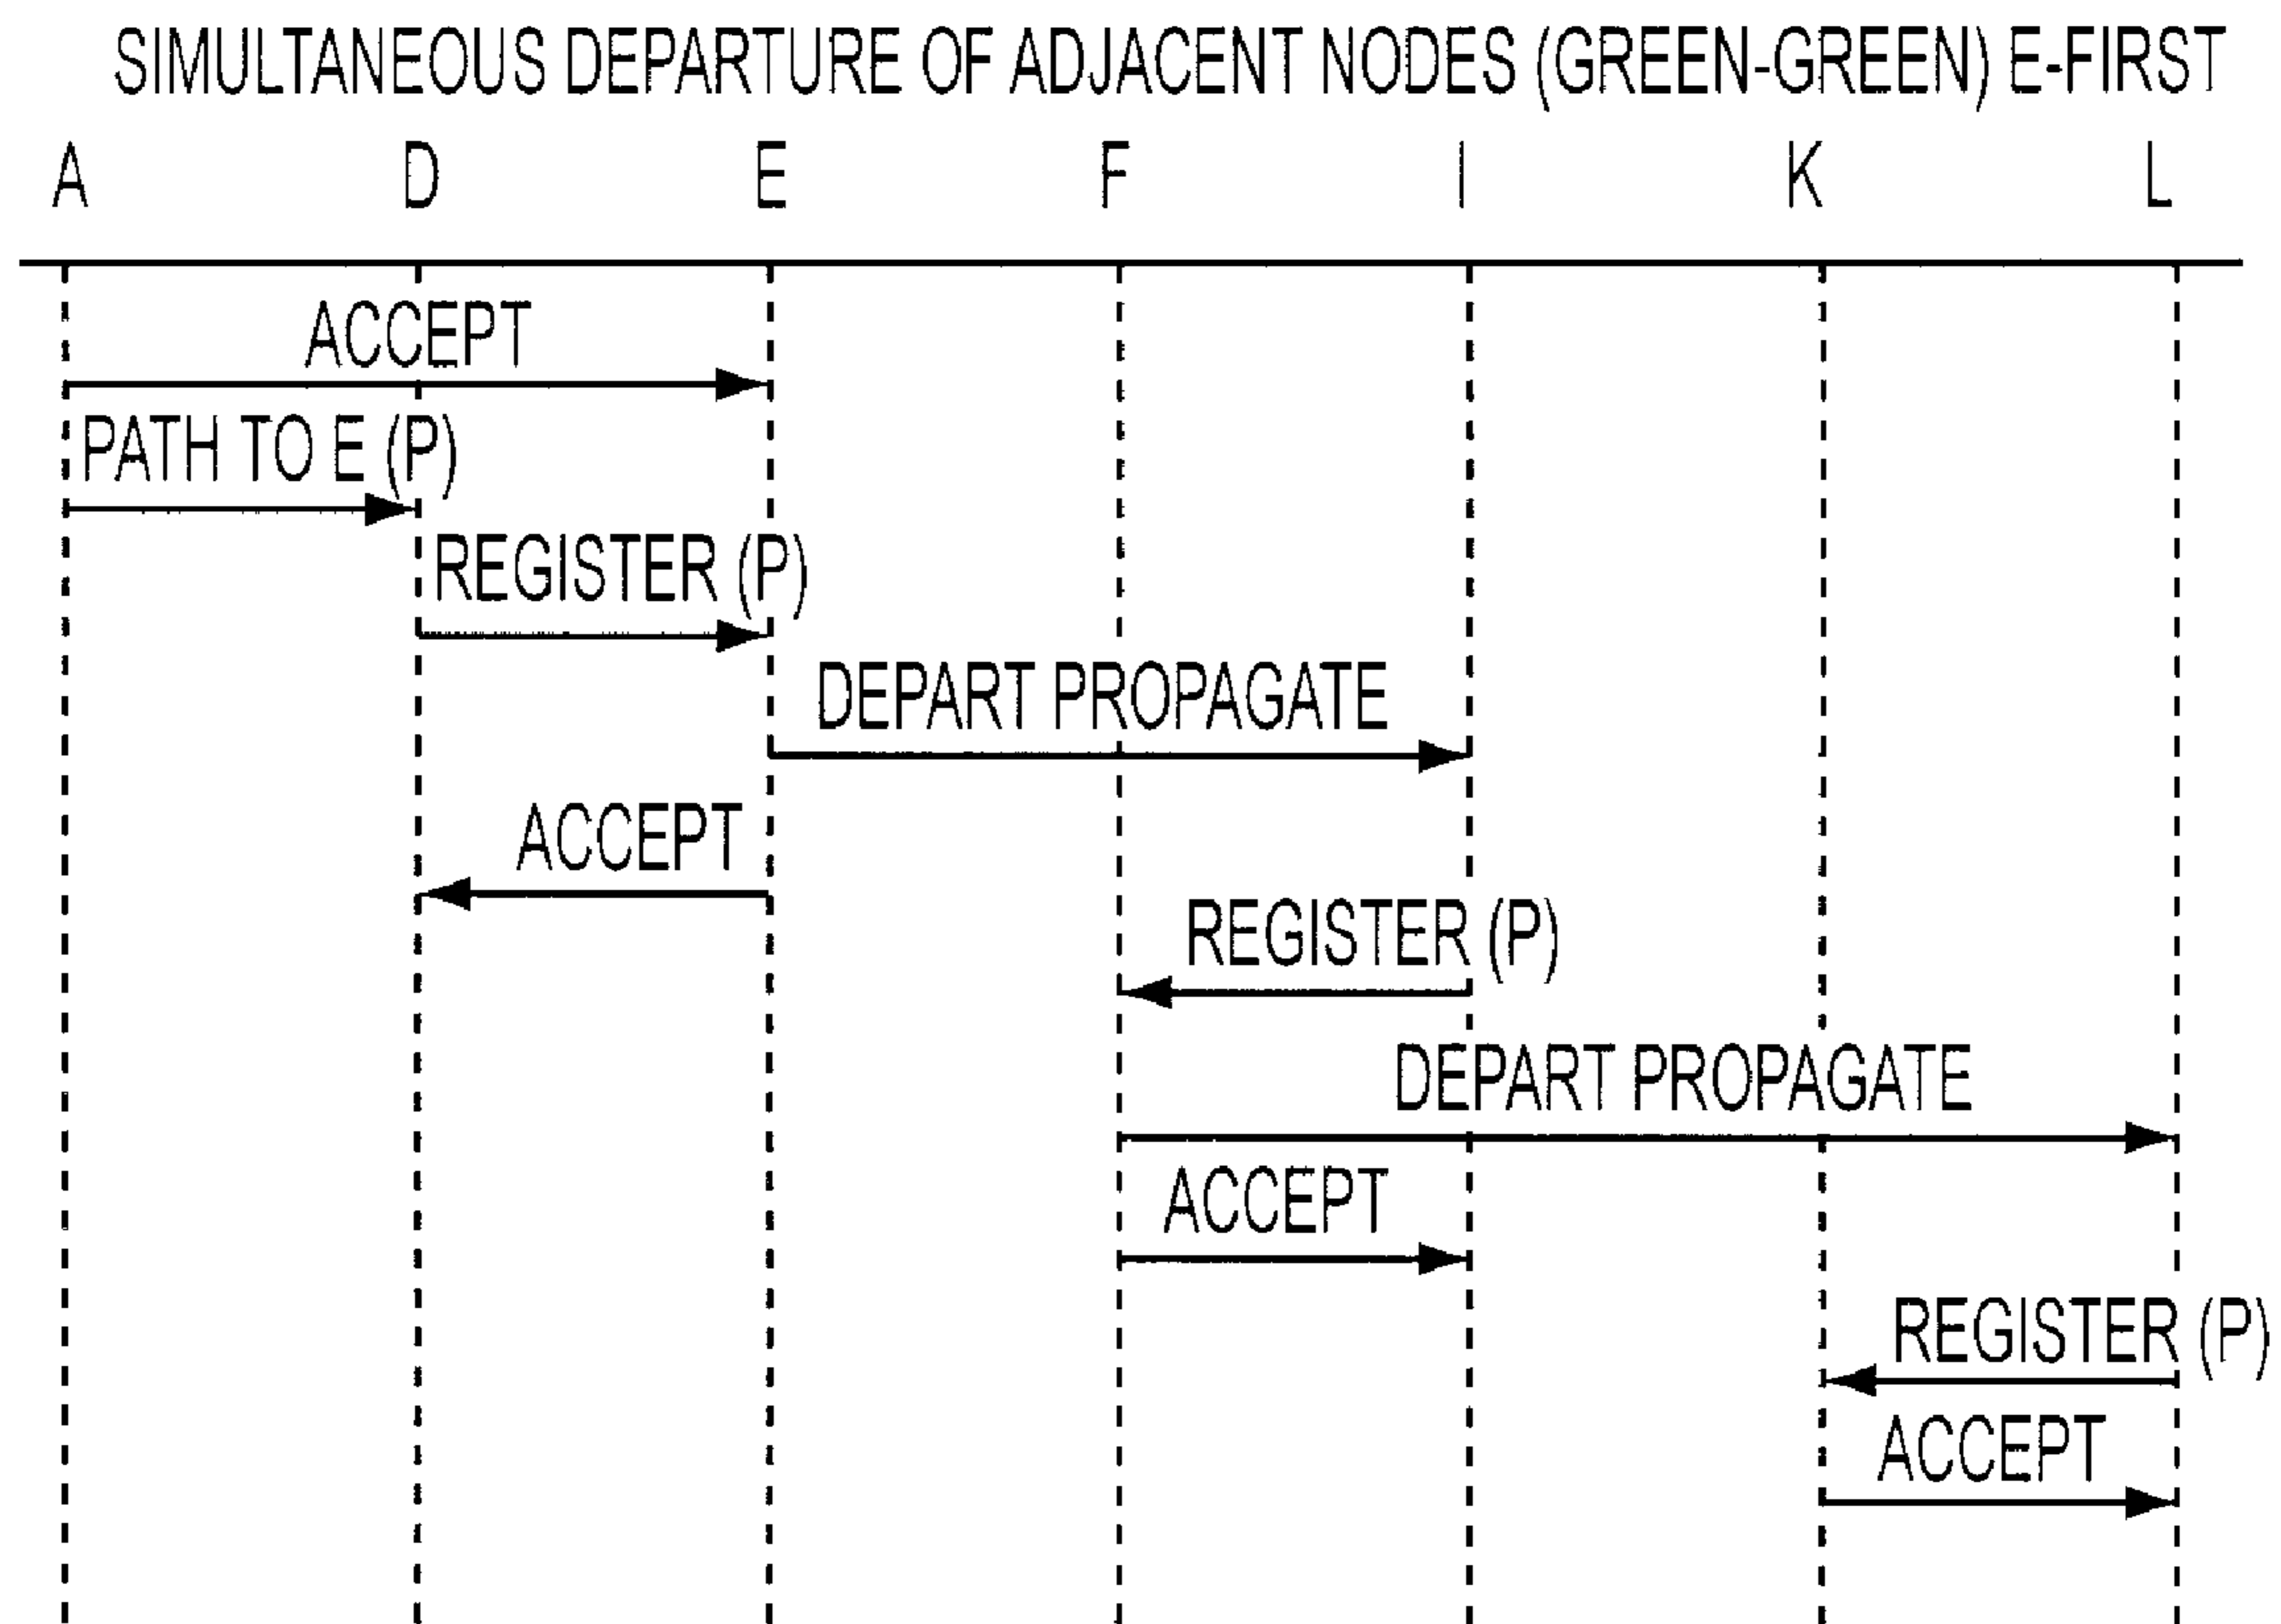 SIMULTANEOUS DEPARTURE OF ADJACENT NODES (GREEN-GREEN) E-FIRST
A D E F I K L
ACCEPT
PATH TO E (P)
REGISTER (P)
DEPART PROPAGATE
ACCEPT
REGISTER (P)
DEPART PROPAGATE
ACCEPT
REGISTER (P)
ACCEPT